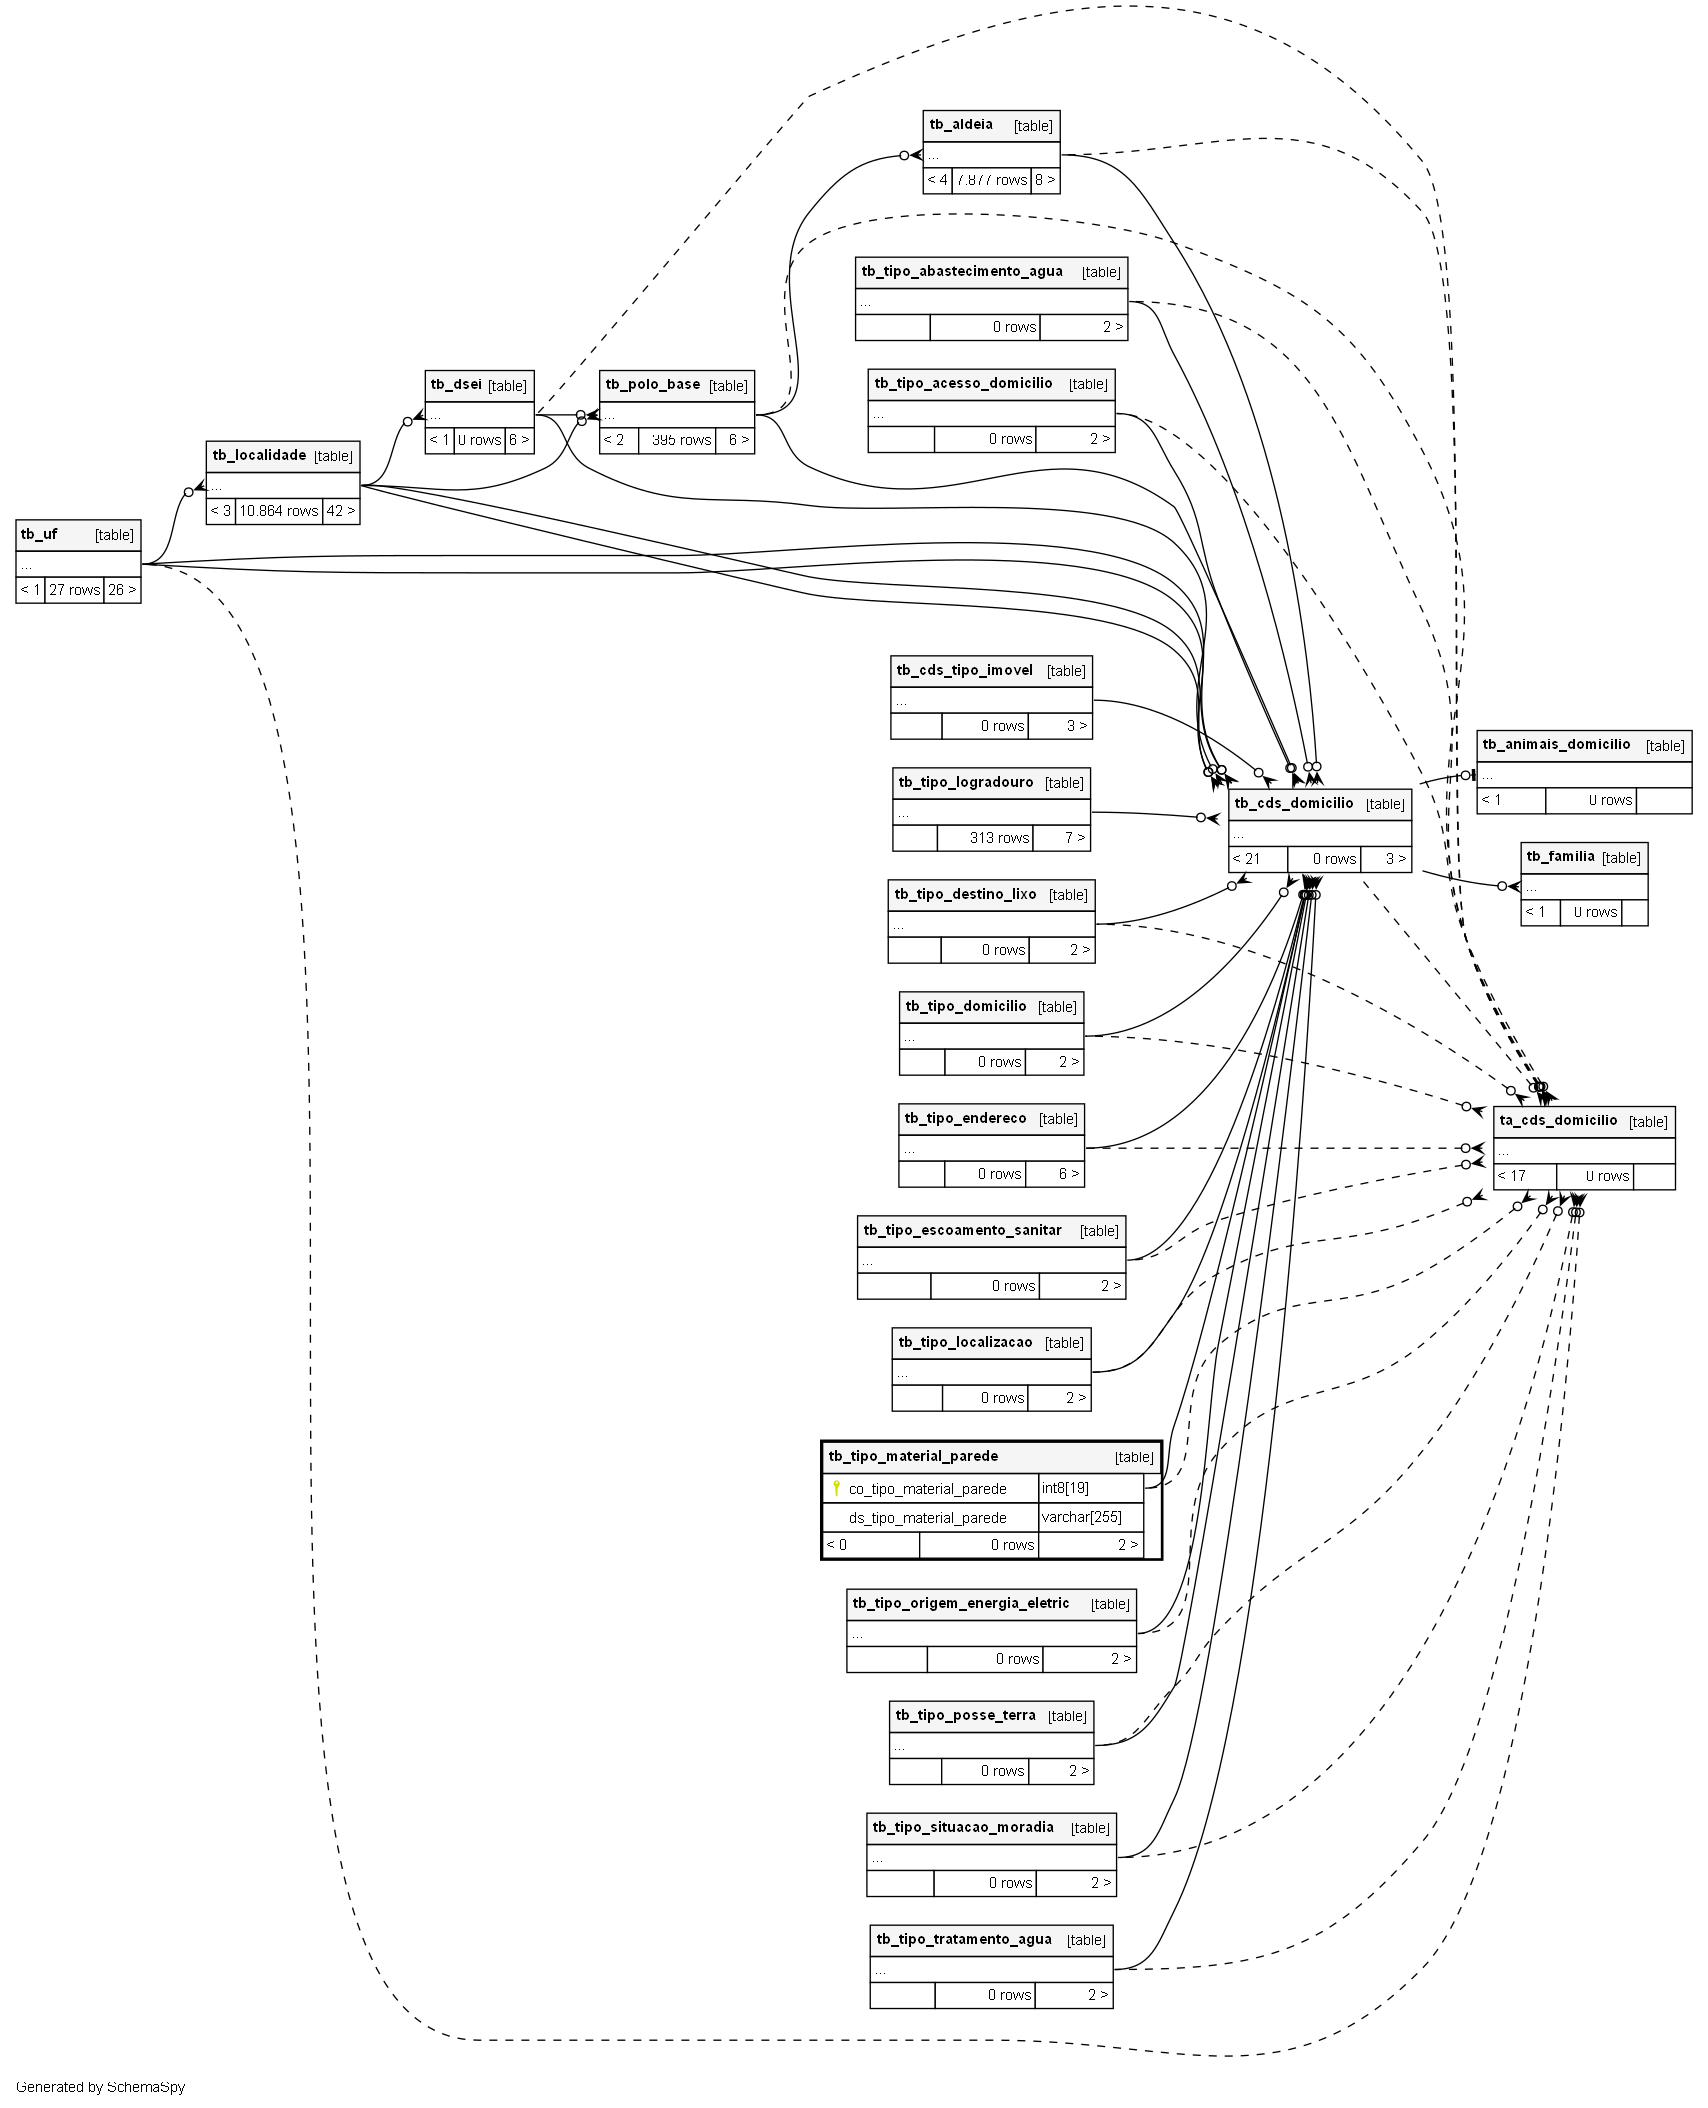 tb_aldeia [table]
...
< 4 7.877 rows 8 >
tb_tipo_abastecimento_agua [table]
...
0 rows 2 >
tb_dsei [table]
...
< 1 0 rows 6 >
tb_polo_base [table]
...
< 2 395 rows 6 >
tb_tipo_acesso_domicilio [table]
...
0 rows 2 >
tb_localidade [table]
...
< 3 10.864 rows 42 >
tb_uf [table]
...
< 1 27 rows 26 >
tb_cds_tipo_imovel [table]
...
0 rows 3 >
tb_tipo_logradouro [table]
...
313 rows 7 >
tb_cds_domicilio [table]
...
< 21 0 rows 3 >
tb_animais_domicilio [table]
...
< 1 0 rows
tb_familia [table]
...
< 1 0 rows
tb_tipo_destino_lixo [table]
...
0 rows 2 >
tb_tipo_domicilio [table]
...
0 rows 2 >
tb_tipo_endereco [table]
...
0 rows 6 >
ta_cds_domicilio [table]
...
< 17 0 rows
tb_tipo_escoamento_sanitar [table]
...
0 rows 2 >
tb_tipo_localizacao [table]
...
0 rows 2 >
tb_tipo_material_parede [table]
co_tipo_material_parede int8[19]
ds_tipo_material_parede varchar[255]
< 0 0 rows 2 >
tb_tipo_origem_energia_eletric [table]
...
0 rows 2 >
tb_tipo_posse_terra [table]
...
0 rows 2 >
tb_tipo_situacao_moradia [table]
...
0 rows 2 >
tb_tipo_tratamento_agua [table]
...
0 rows 2 >
Generated by SchemaSpy